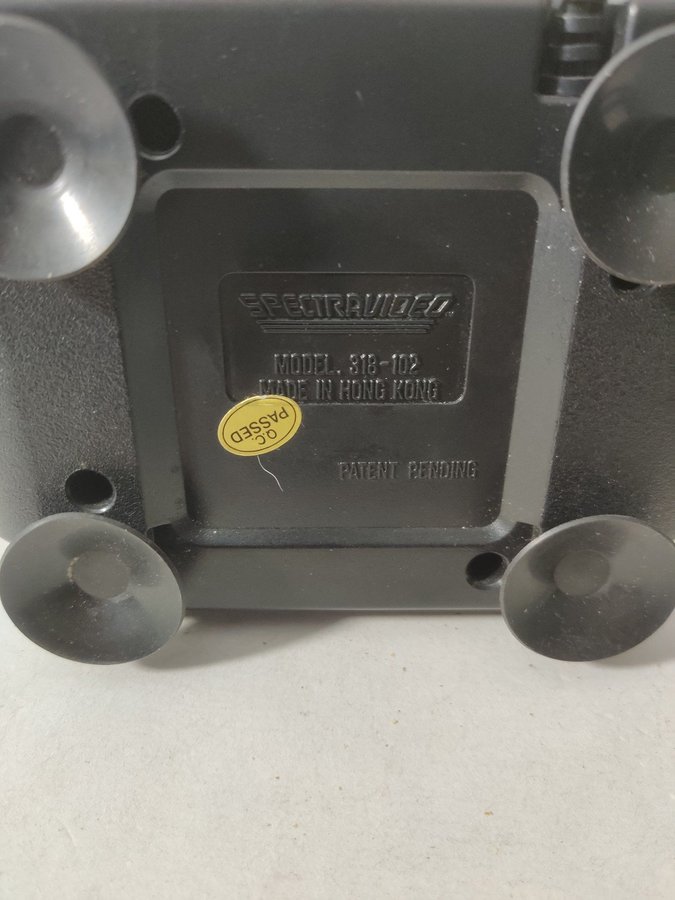 SPECTRAVIDEO
MODEL. 318-102
MADE IN HONG KONG
Q.C.
PASSED
PATENT PENDING